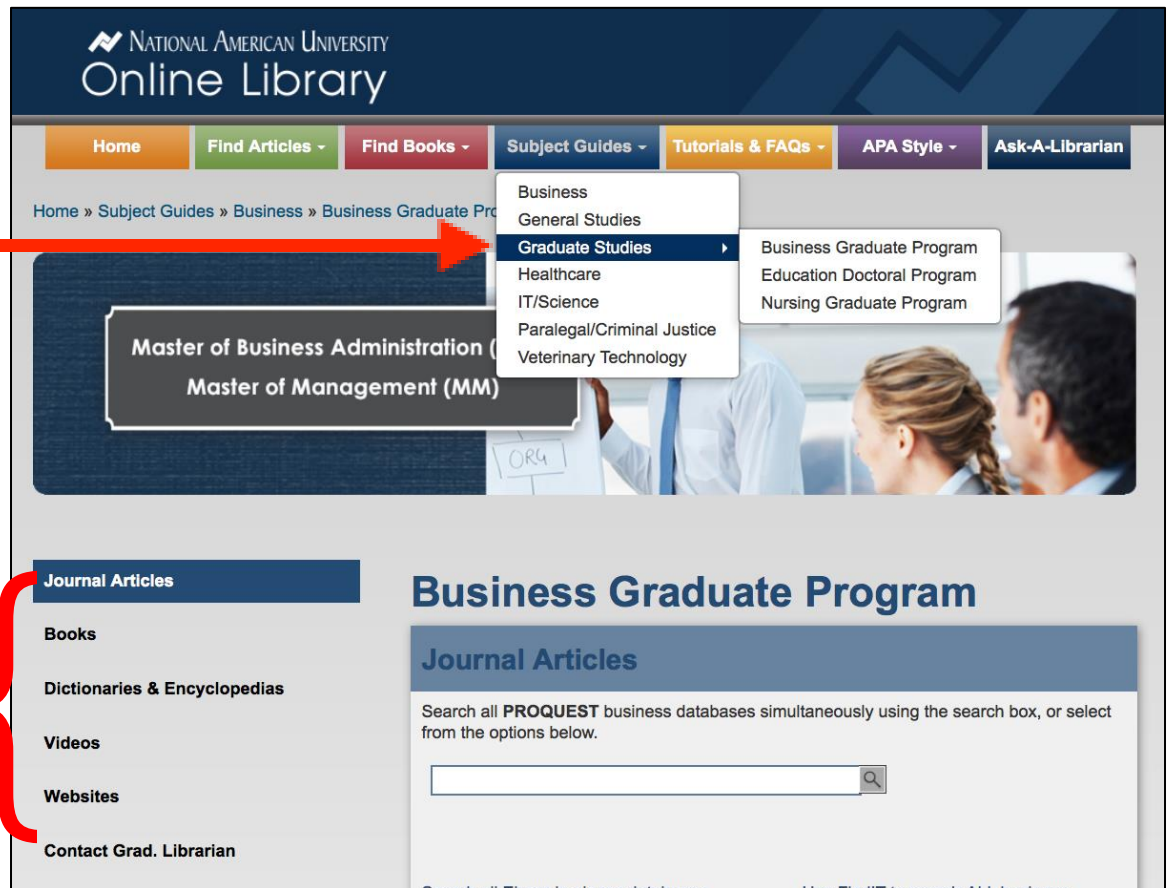 NATIONAL AMERICAN UNIVERSITY
Online Library
Home Find Articles Find Books Subject Guides Tutorials & FAQs APA Style Ask-A-Librarian
Home » Subject Guides » Business » Business Graduate
Business
General Studies
Graduate Studies
Healthcare
IT/Science
Paralegal/Criminal Justice
Veterinary Technology
Business Graduate Program
Education Doctoral Program
Nursing Graduate Program
Master of Business Administration (
Master of Management (MM)
ORG
Journal Articles
Books
Dictionaries & Encyclopedias
Videos
Websites
Contact Grad. Librarian
Business Graduate Program
Journal Articles
Search all PROQUEST business databases simultaneously using the search box, or select
from the options below.